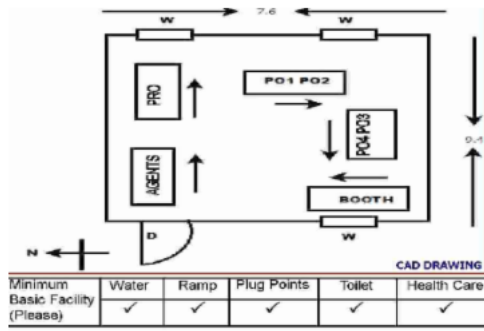 7.6
W W
PRO
PO1 PO2
PO4 PO3
9.4
AGENTS
BOOTH
D
W
N
CAD DRAWING
Minimum Basic Facility (Please) Water Ramp Plug Points Toilet Health Care
✓ ✓ ✓ ✓ ✓